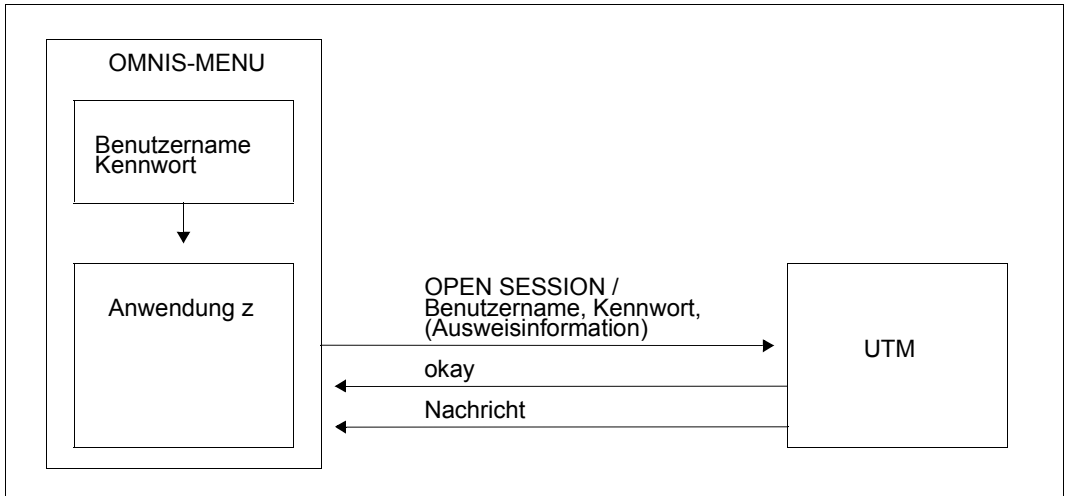 OMNIS-MENU
Benutzername
Kennwort
Anwendung z
OPEN SESSION /
Benutzername, Kennwort,
(Ausweisinformation)
okay
Nachricht
UTM